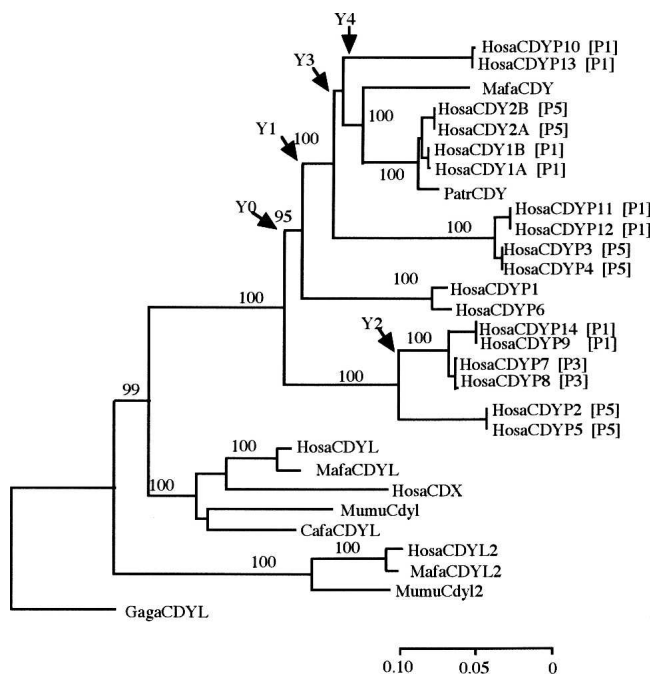 Y4
HosaCDYP10 [P1]
Y3
HosaCDYP13 [P1]
MafaCDY
100
HosaCDY2B [P5]
Y1
HosaCDY2A [P5]
100
HosaCDY1B [P1]
100
HosaCDY1A [P1]
PatrCDY
Y0
95
HosaCDYP11 [P1]
100
HosaCDYP12 [P1]
HosaCDYP3 [P5]
HosaCDYP4 [P5]
100
HosaCDYP1
100
HosaCDYP6
Y2
HosaCDYP14 [P1]
100
HosaCDYP9 [P1]
HosaCDYP7 [P3]
100
HosaCDYP8 [P3]
99
HosaCDYP2 [P5]
HosaCDYP5 [P5]
100
HosaCDYL
MafaCDYL
100
HosaCDX
MumuCdyl
CafaCDYL
100
HosaCDYL2
100
MafaCDYL2
MumuCdyl2
GagaCDYL
0.10 0.05 0